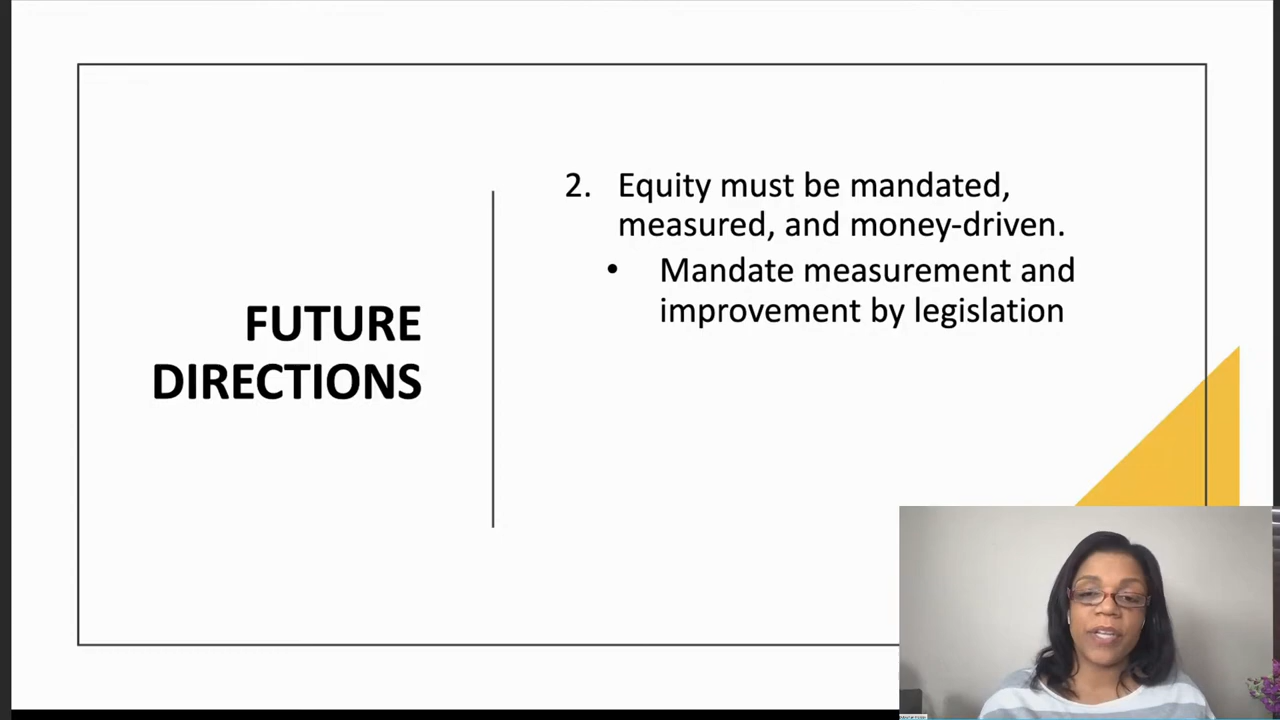 FUTURE
DIRECTIONS
2. Equity must be mandated,
measured, and money-driven.
• Mandate measurement and
improvement by legislation